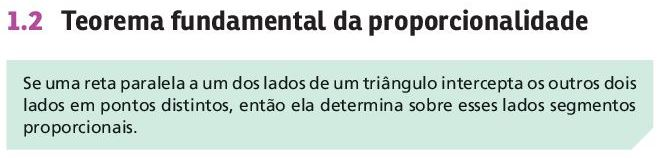 1.2 Teorema fundamental da proporcionalidade
Se uma reta paralela a um dos lados de um triângulo intercepta os outros dois
lados em pontos distintos, então ela determina sobre esses lados segmentos
proporcionais.